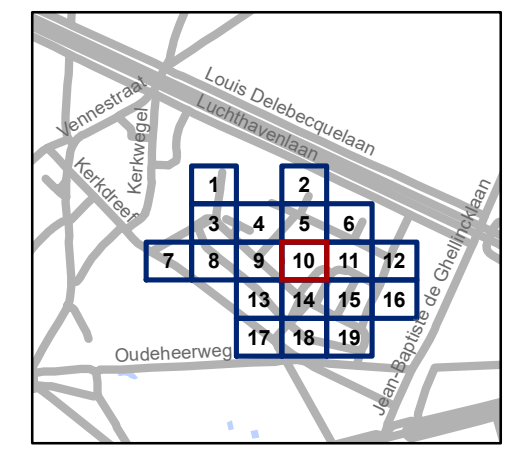 Louis Delebecquelaan
Luchthavenlaan
Vennestraat
Kerkwegel
Kerkdreef
1 2
3 4 5 6
7 8 9 10 11 12
13 14 15 16
17 18 19
Oudeheerweg
Jean-Baptiste de Ghellincklaan